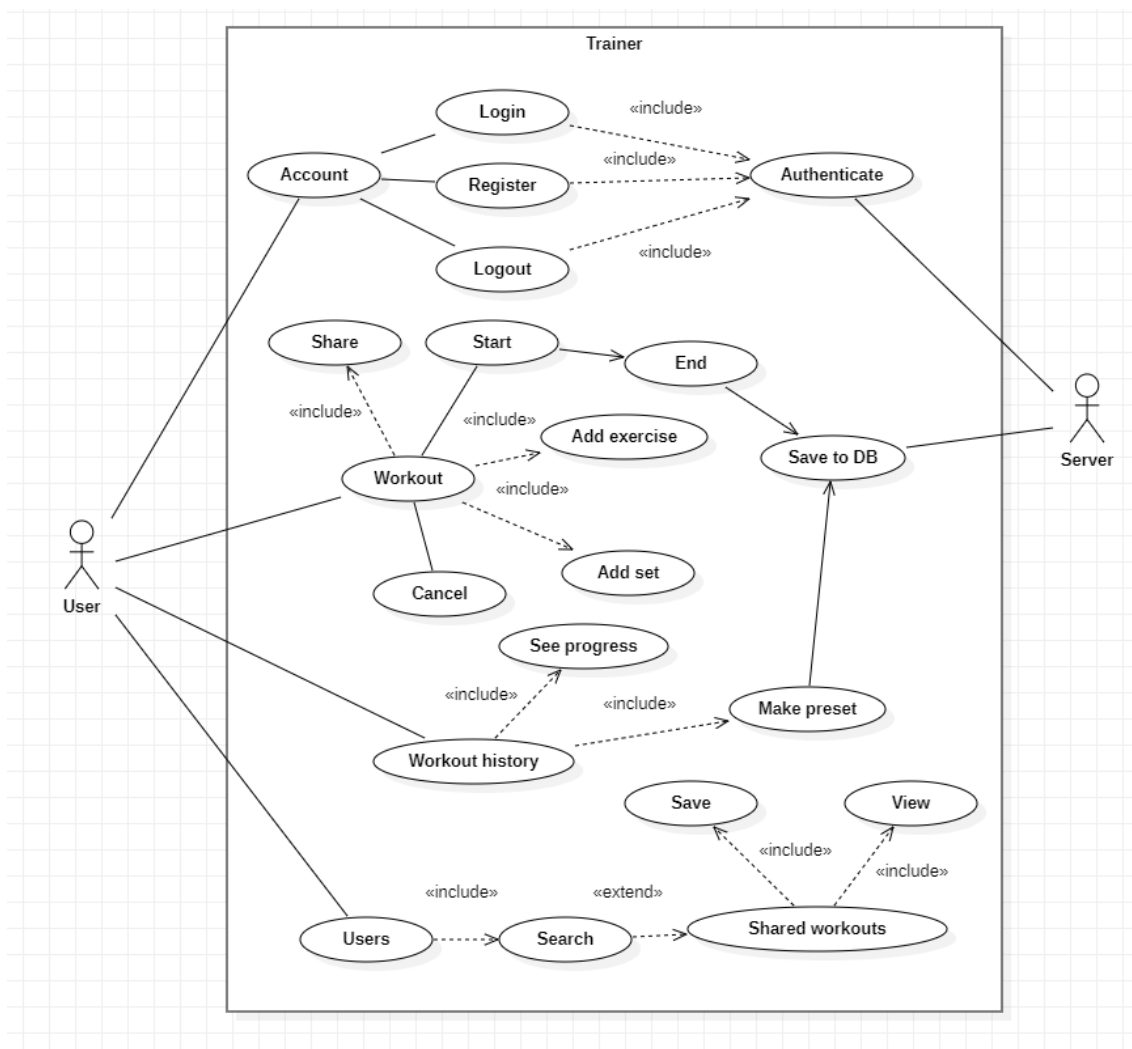 Trainer
Login
«include»
Account
Register
«include»
Authenticate
Logout
«include»
Share
Start
End
«include»
«include»
Add exercise
Save to DB
Server
Workout
«include»
User
Cancel
Add set
See progress
«include»
«include»
Make preset
Workout history
Save
View
«include»
«include»
«include»
«extend»
Users
Search
Shared workouts